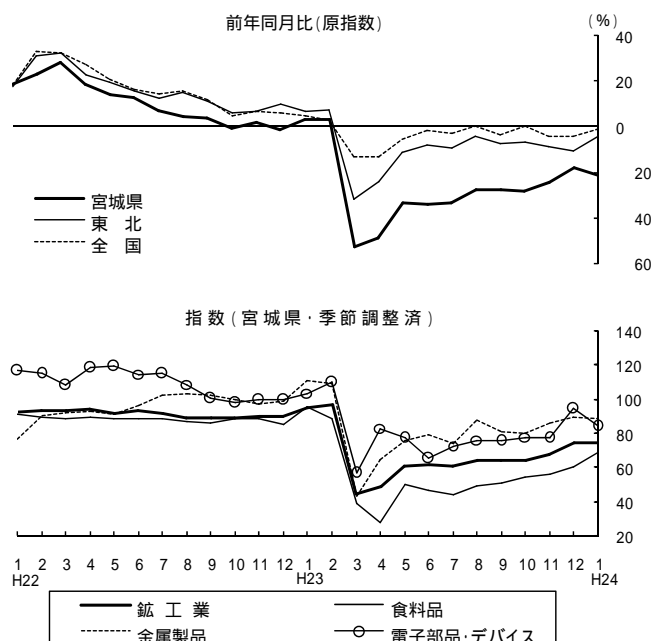 前年同月比(原指数)
(%)
40
20
0
20
40
60
宮城県
東 北
全 国
指数(宮城県・季節調整済)
140
120
100
80
60
40
20
1 2 3 4 5 6 7 8 9 10 11 12 1 2 3 4 5 6 7 8 9 10 11 12 1
H22 H23 H24
鉱 工 業 食料品
金属製品 電子部品・デバイス